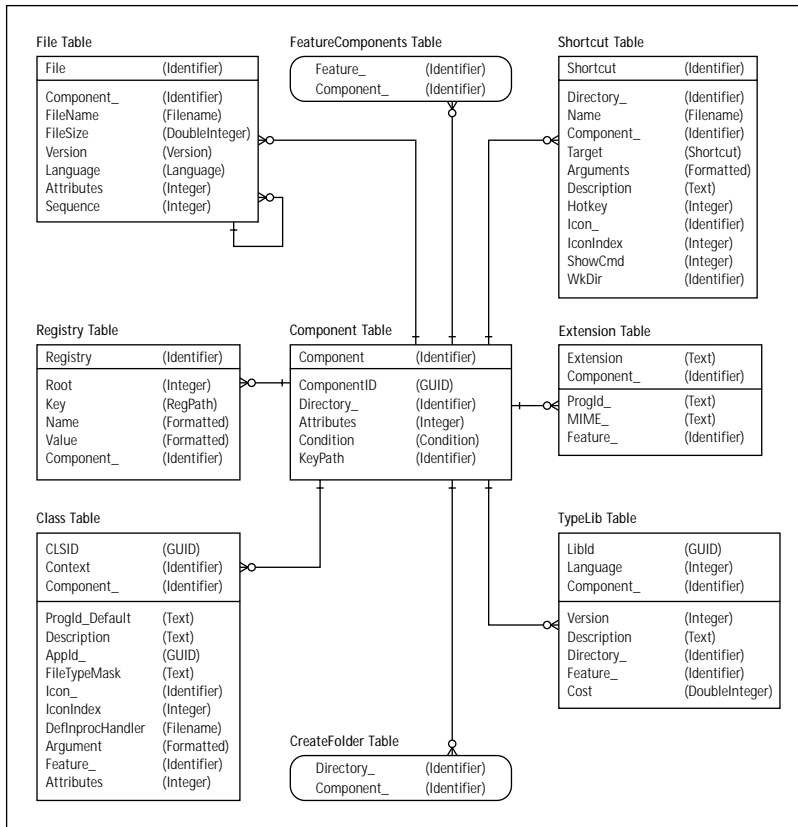 File Table
File (Identifier)
Component_ (Identifier)
FileName (Filename)
FileSize (DoubleInteger)
Version (Version)
Language (Language)
Attributes (Integer)
Sequence (Integer)
FeatureComponents Table
Feature_ (Identifier)
Component_ (Identifier)
Shortcut Table
Shortcut (Identifier)
Directory_ (Identifier)
Name (Filename)
Component_ (Identifier)
Target (Shortcut)
Arguments (Formatted)
Description (Text)
Hotkey (Integer)
Icon_ (Identifier)
IconIndex (Integer)
ShowCmd (Integer)
WkDir (Identifier)
Registry Table
Registry (Identifier)
Root (Integer)
Key (RegPath)
Name (Formatted)
Value (Formatted)
Component_ (Identifier)
Component Table
Component (Identifier)
ComponentID (GUID)
Directory_ (Identifier)
Attributes (Integer)
Condition (Condition)
KeyPath (Identifier)
Extension Table
Extension (Text)
Component_ (Identifier)
ProgId_ (Text)
MIME_ (Text)
Feature_ (Identifier)
Class Table
CLSID (GUID)
Context (Identifier)
Component_ (Identifier)
ProgId_Default (Text)
Description (Text)
AppId_ (GUID)
FileTypeMask (Text)
Icon_ (Identifier)
IconIndex (Integer)
DefInprocHandler (Filename)
Argument (Formatted)
Feature_ (Identifier)
Attributes (Integer)
CreateFolder Table
Directory_ (Identifier)
Component_ (Identifier)
TypeLib Table
LibId (GUID)
Language (Integer)
Component_ (Identifier)
Version (Integer)
Description (Text)
Directory_ (Identifier)
Feature_ (Identifier)
Cost (DoubleInteger)